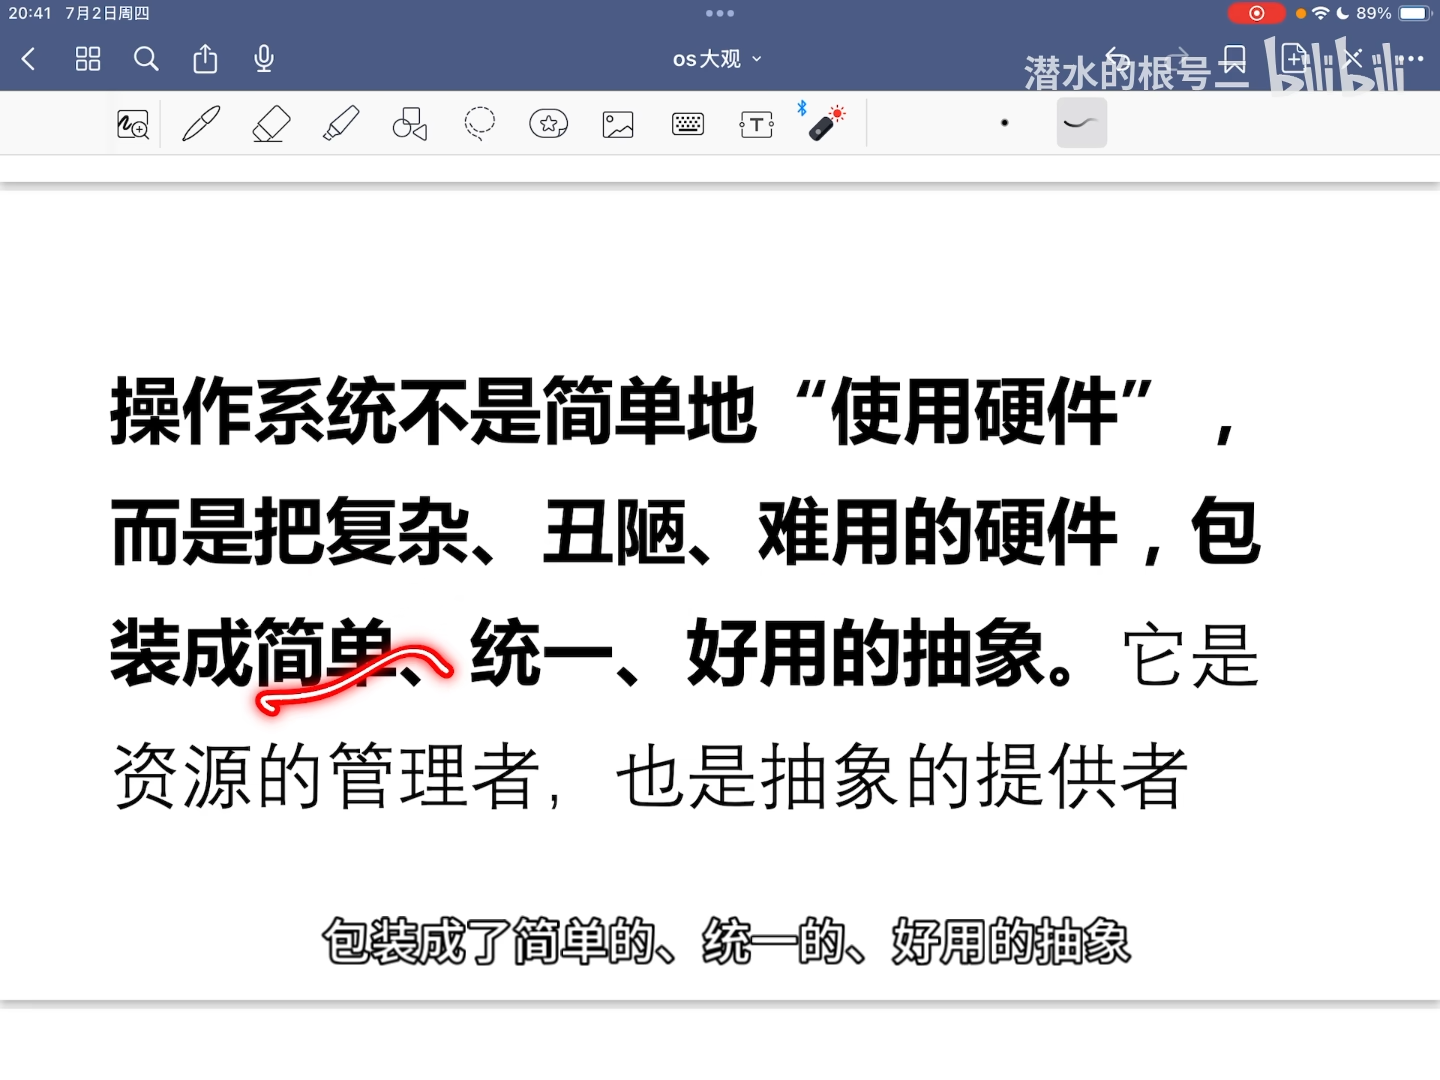 20:41 7月2日周四
89%
os大观
潜水的根号二 bilibili
操作系统不是简单地“使用硬件”，
而是把复杂、丑陋、难用的硬件，包
装成简单、统一、好用的抽象。它是
资源的管理者，也是抽象的提供者
包装成了简单的、统一的、好用的抽象